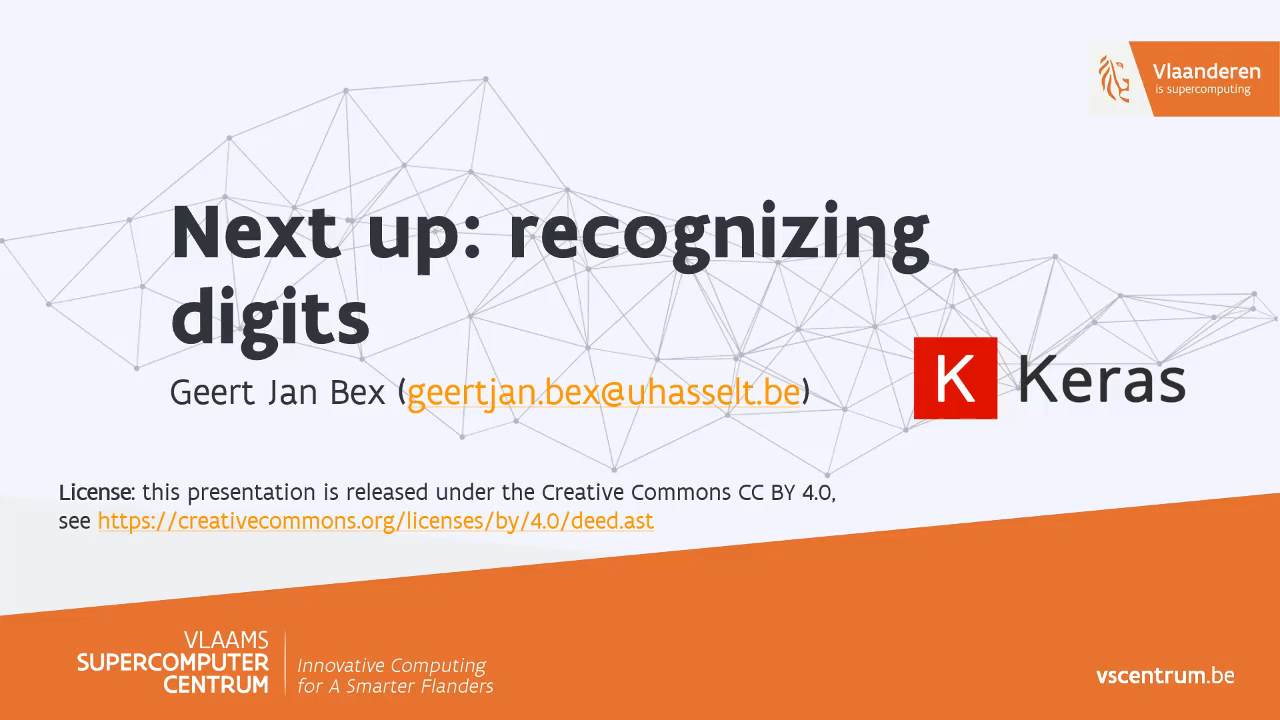 Vlaanderen
is supercomputing
Next up: recognizing
digits
Geert Jan Bex (geertjan.bex@uhasselt.be)
K Keras
License: this presentation is released under the Creative Commons CC BY 4.0,
see https://creativecommons.org/licenses/by/4.0/deed.ast
VLAAMS
SUPERCOMPUTER
CENTRUM
Innovative Computing
for A Smarter Flanders
vscentrum.be